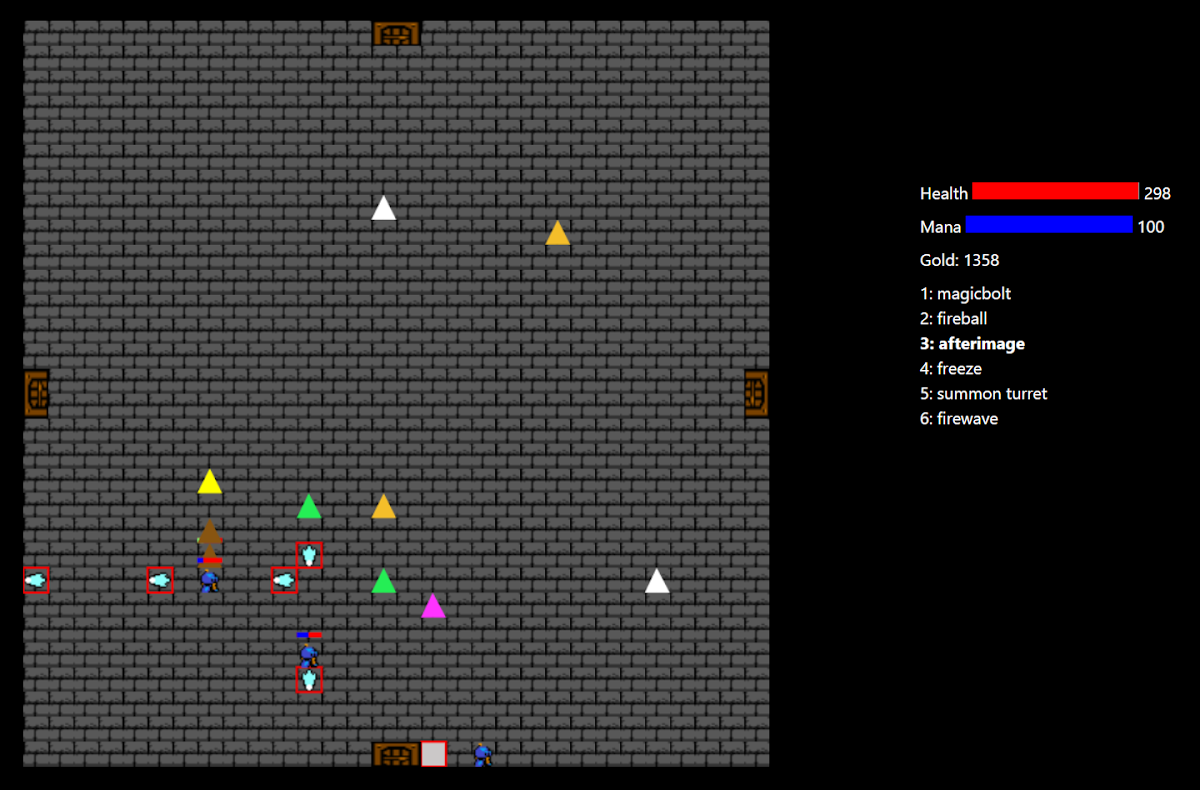 Health 298
Mana 100
Gold: 1358
1: magicbolt
2: fireball
3: afterimage
4: freeze
5: summon turret
6: firewave